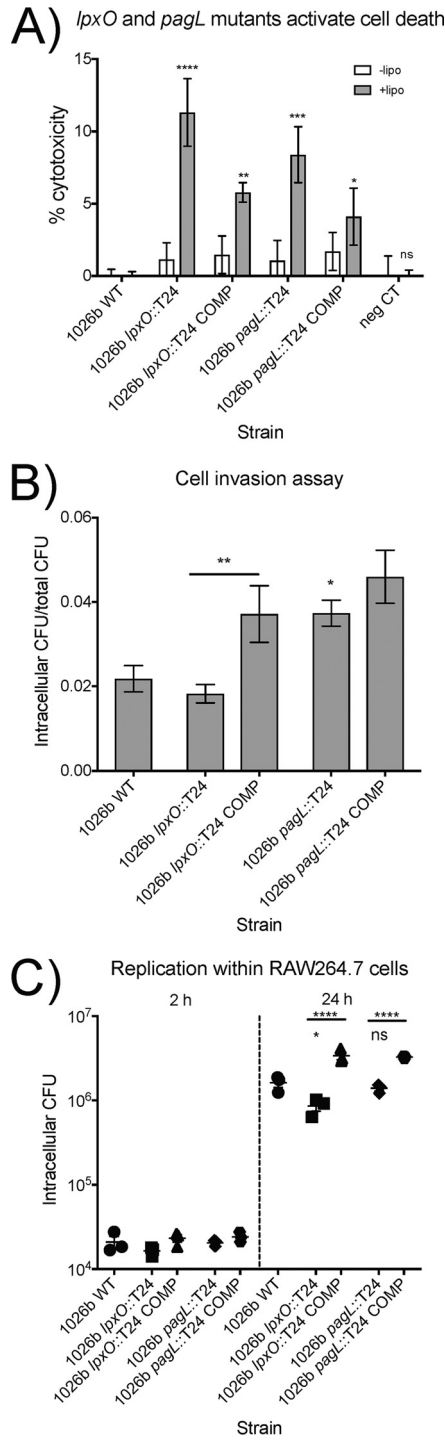 A) lpxO and pagL mutants activate cell death
% cytotoxicity
15
10
5
0
-lipo
+lipo
****
**
***
*
ns
1026b WT
1026b lpxO::T24
1026b lpxO::T24 COMP
1026b pagL::T24
1026b pagL::T24 COMP
neg CT
Strain
B) Cell invasion assay
Intracellular CFU/total CFU
0.06
0.04
0.02
0.00
**
*
1026b WT
1026b lpxO::T24
1026b lpxO::T24 COMP
1026b pagL::T24
1026b pagL::T24 COMP
Strain
C) Replication within RAW264.7 cells
2 h
24 h
Intracellular CFU
10⁷
10⁶
10⁵
10⁴
****
*
****
ns
1026b WT
1026b lpxO::T24
1026b lpxO::T24 COMP
1026b pagL::T24
1026b pagL::T24 COMP
1026b WT
1026b lpxO::T24
1026b lpxO::T24 COMP
1026b pagL::T24
1026b pagL::T24 COMP
Strain